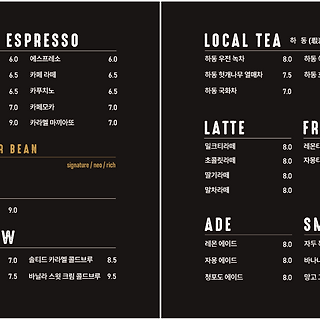 ESPRESSO
6.0 에스프레소 6.0
6.5 카페 라떼 6.5
6.5 카푸치노 6.5
7.0 카페모카 7.0
9.0 카라멜 마끼아또 7.0
R BEAN
signature / neo / rich
9.0
W
7.0 솔티드 카라멜 콜드브루 8.5
7.5 바닐라 스윗 크림 콜드브루 9.5
LOCAL TEA 하 동
하동 우전 녹차 8.0 하동
하동 헛개나무 열매차 7.5 하동
하동 국화차 7.0
LATTE FR
밀크티라떼 8.0 레몬
초콜릿라떼 8.0 자몽
딸기라떼 8.0
말차라떼 8.0
ADE SM
레몬 에이드 8.0 자두
자몽 에이드 8.0 바나
청포도 에이드 8.0 망고